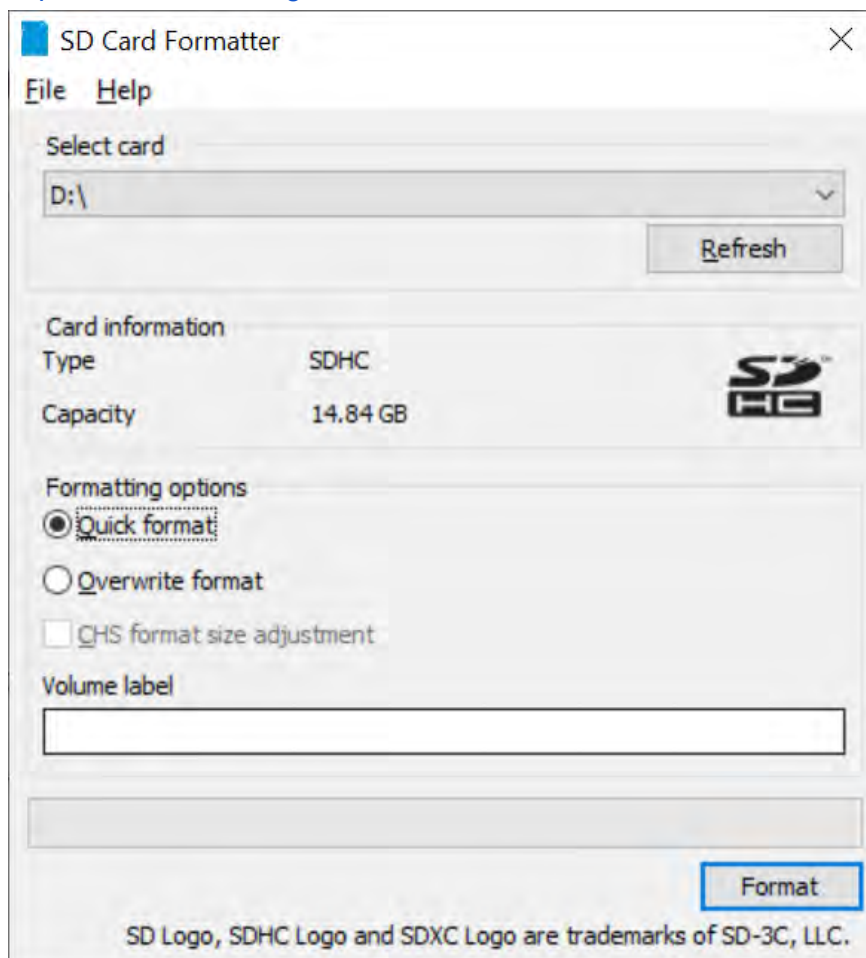 SD Card Formatter
File Help
Select card
D:\
Refresh
Card information
Type SDHC
Capacity 14.84 GB
SD HC
Formatting options
Quick format
Overwrite format
CHS format size adjustment
Volume label
Format
SD Logo, SDHC Logo and SDXC Logo are trademarks of SD-3C, LLC.